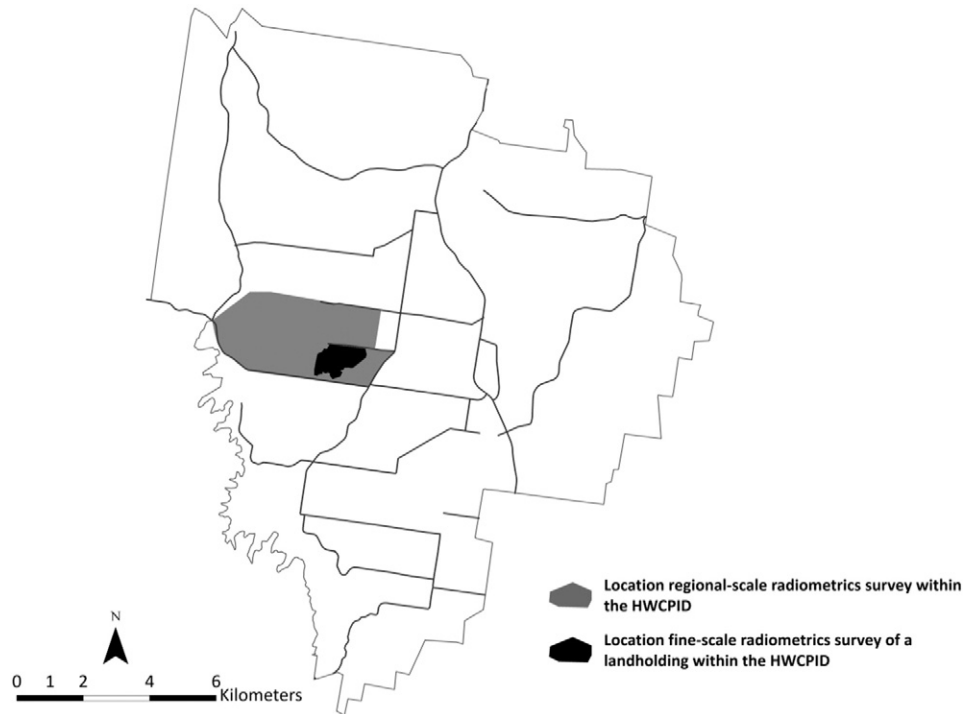 Location regional-scale radiometrics survey within
the HWCPID
Location fine-scale radiometrics survey of a
landholding within the HWCPID
N
0 1 2 4 6
Kilometers